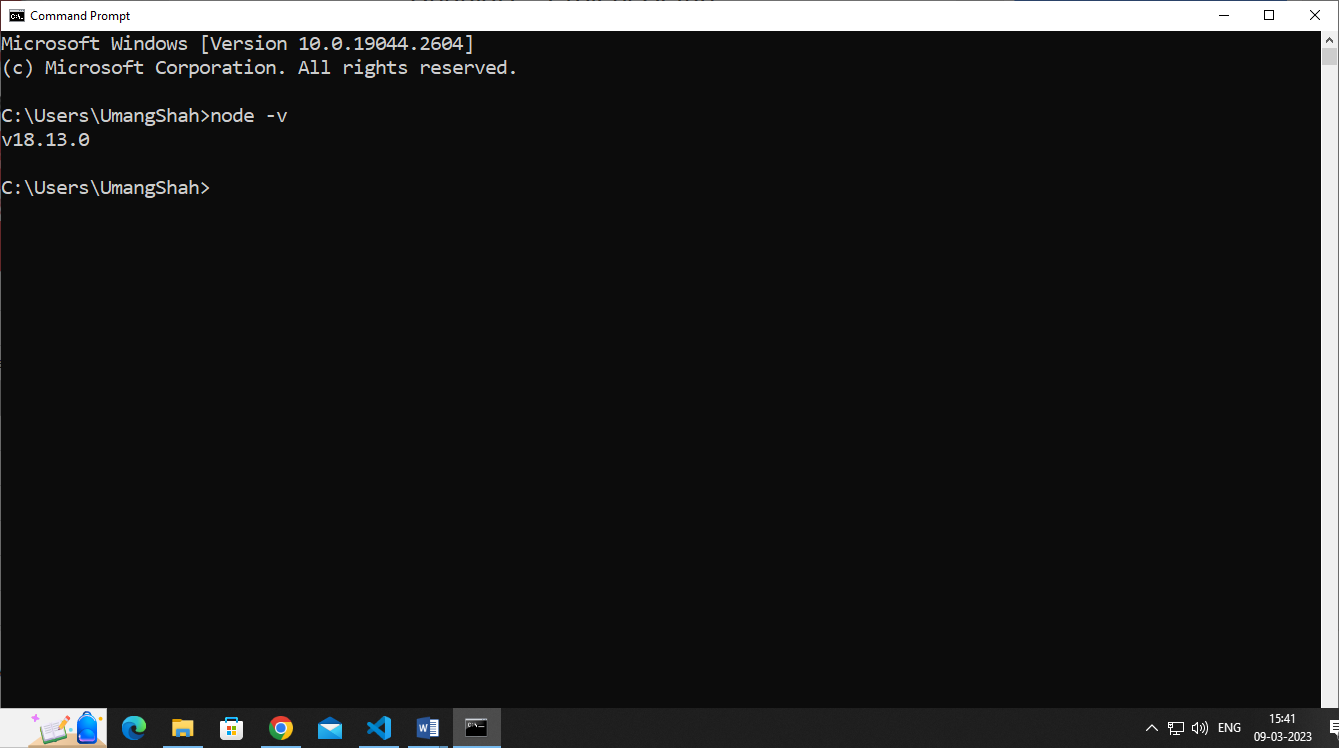 Command Prompt
Microsoft Windows [Version 10.0.19044.2604]
(c) Microsoft Corporation. All rights reserved.
C:\Users\UmangShah>node -v
v18.13.0
C:\Users\UmangShah>
ENG
15:41
09-03-2023